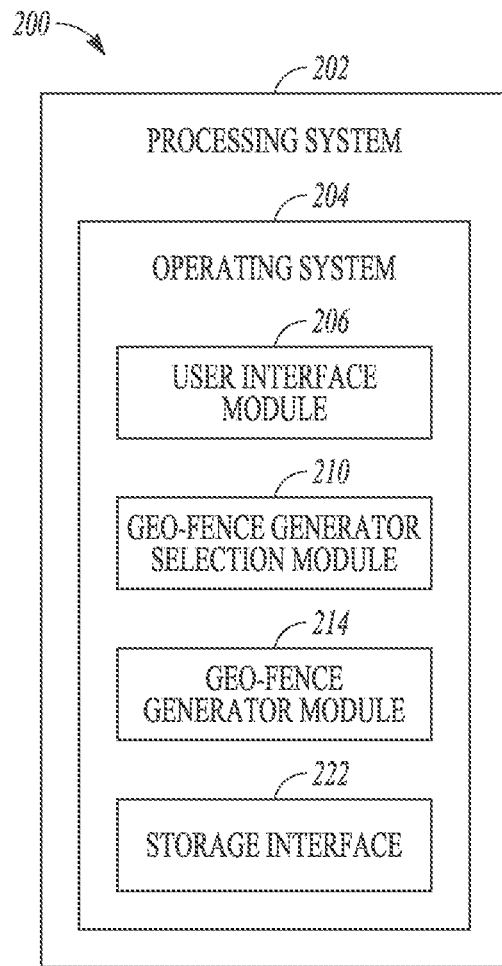 200
202
PROCESSING SYSTEM
204
OPERATING SYSTEM
206
USER INTERFACE
MODULE
210
GEO-FENCE GENERATOR
SELECTION MODULE
214
GEO-FENCE
GENERATOR MODULE
222
STORAGE INTERFACE